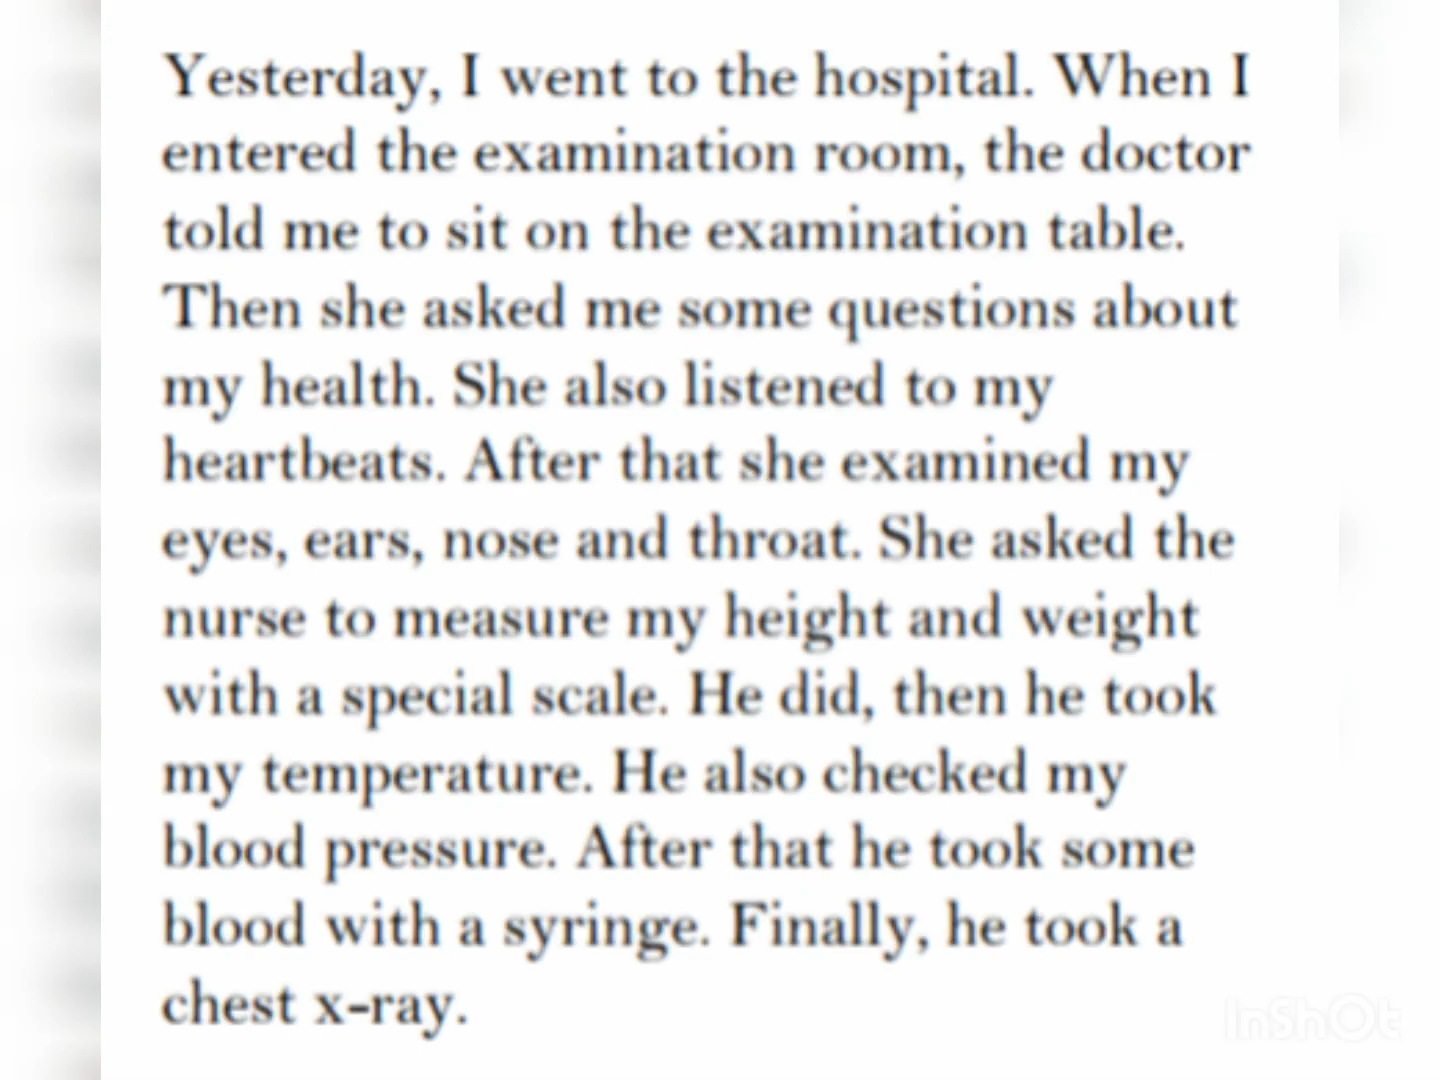 Yesterday, I went to the hospital. When I
entered the examination room, the doctor
told me to sit on the examination table.
Then she asked me some questions about
my health. She also listened to my
heartbeats. After that she examined my
eyes, ears, nose and throat. She asked the
nurse to measure my height and weight
with a special scale. He did, then he took
my temperature. He also checked my
blood pressure. After that he took some
blood with a syringe. Finally, he took a
chest x-ray.
InShOt